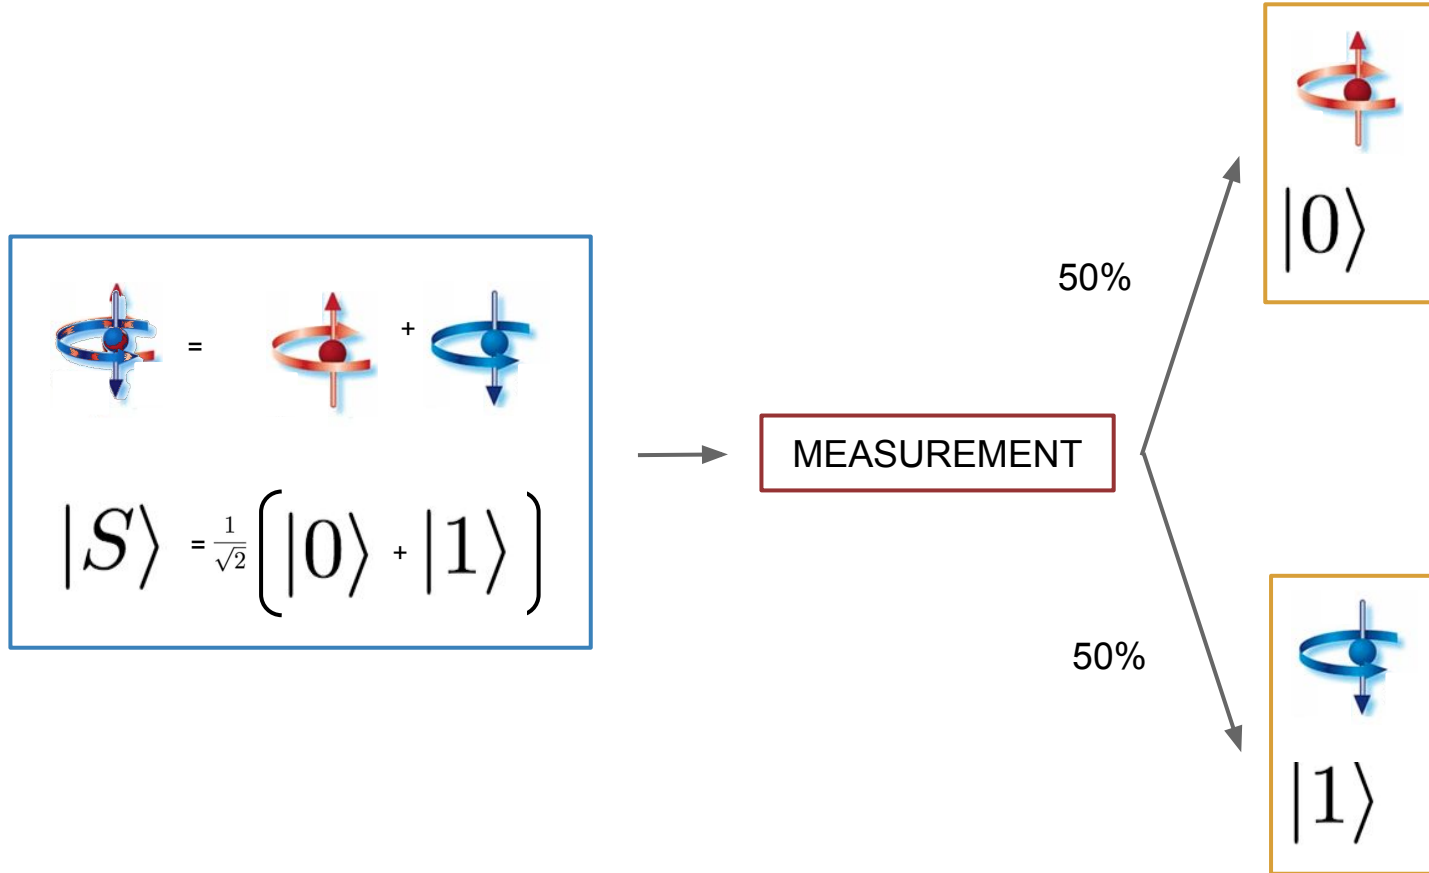 = +
|S⟩ = 1/√2 (|0⟩ + |1⟩)
MEASUREMENT
50%
|0⟩
50%
|1⟩